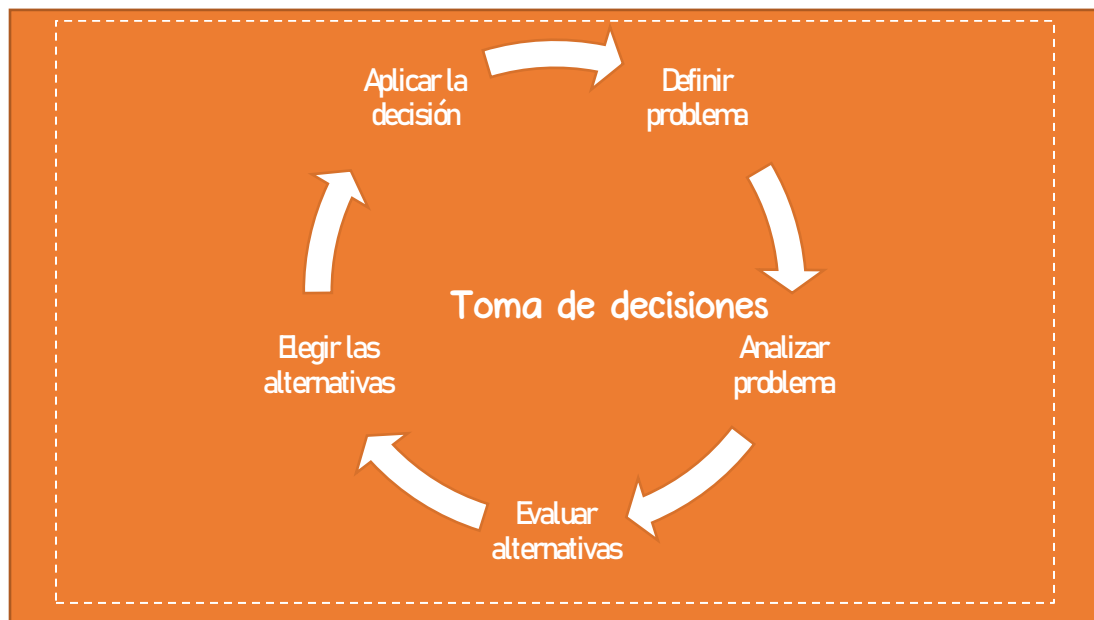 Aplicar la
decisión
Definir
problema
Toma de decisiones
Elegir las
alternativas
Analizar
problema
Evaluar
alternativas